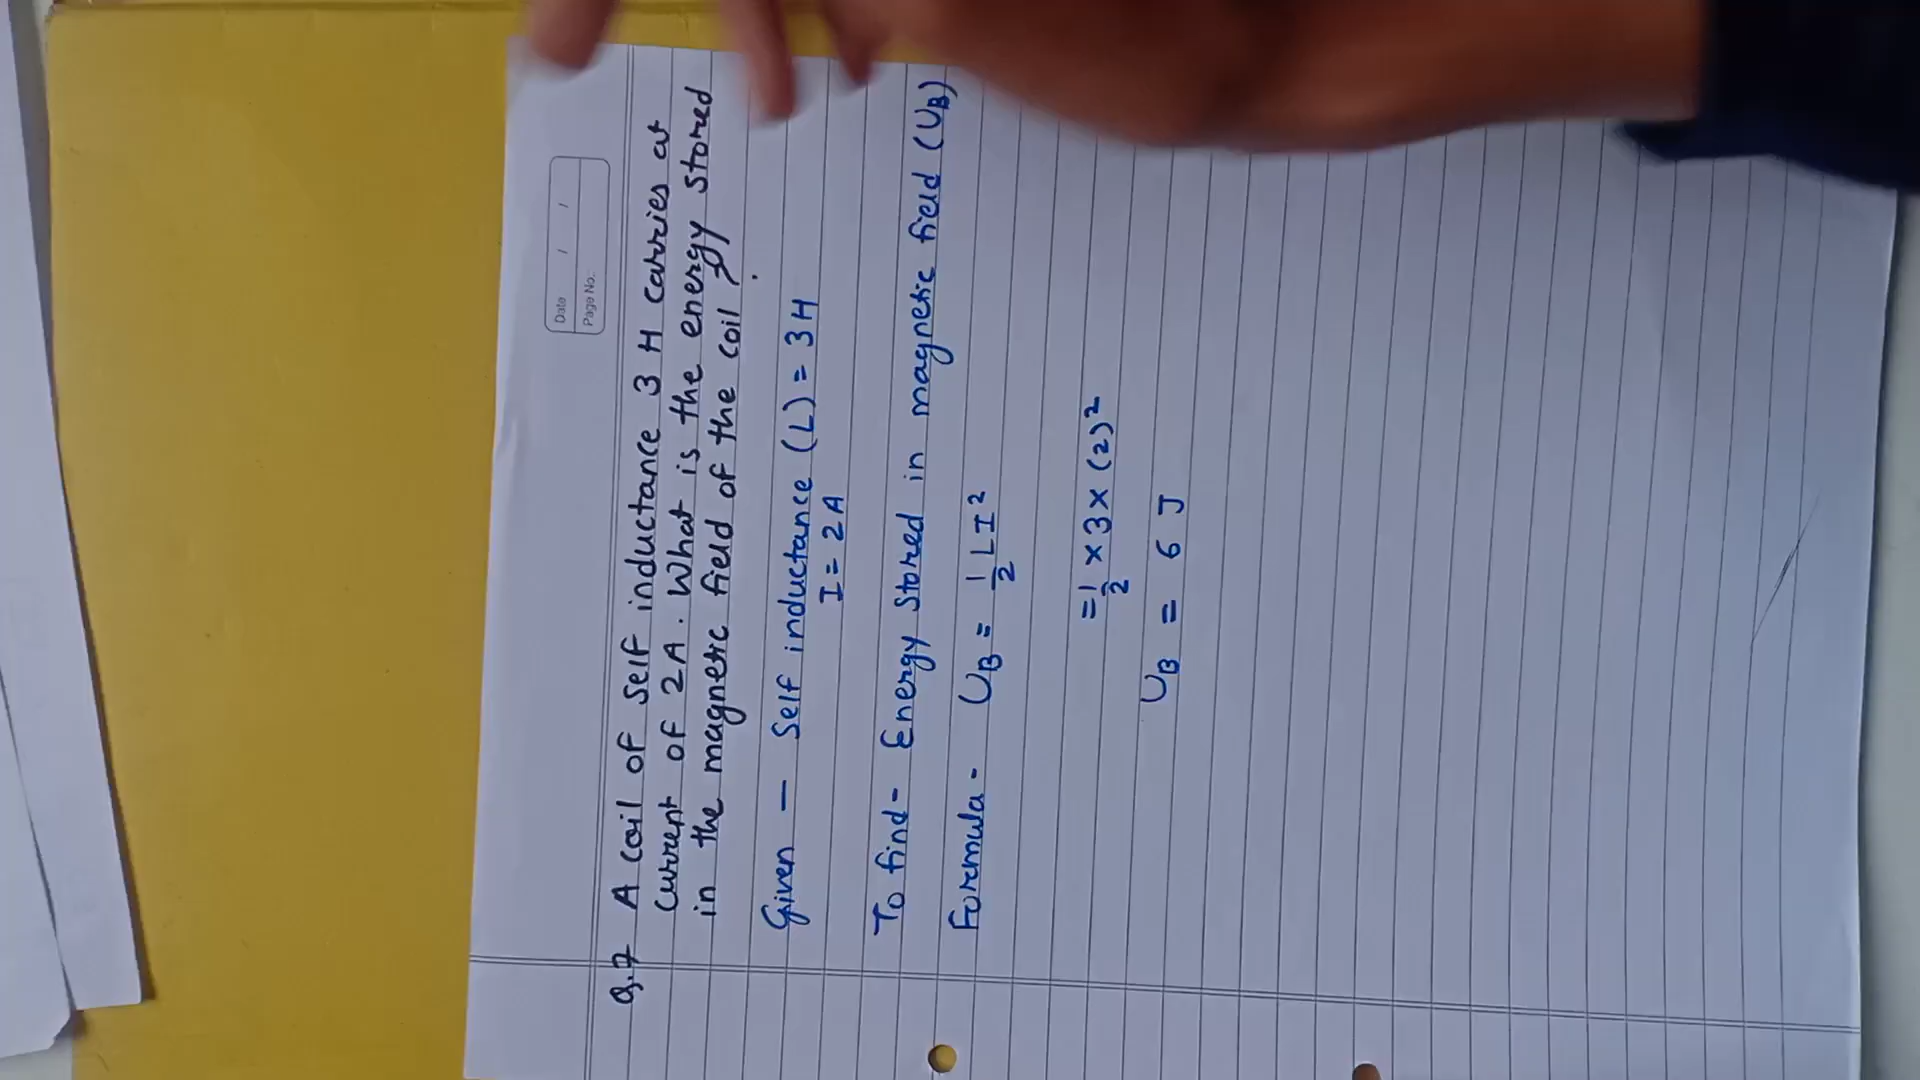 Date / /
Page No.:
Q.7 A coil of self inductance 3 H carries at
current of 2A. What is the energy stored
in the magnetic field of the coil ?
Given — Self inductance (L) = 3 H
I = 2 A
To find - Energy stored in magnetic field (UB)
Formula - UB = 1/2 LI²
= 1/2 × 3 × (2)²
UB = 6 J